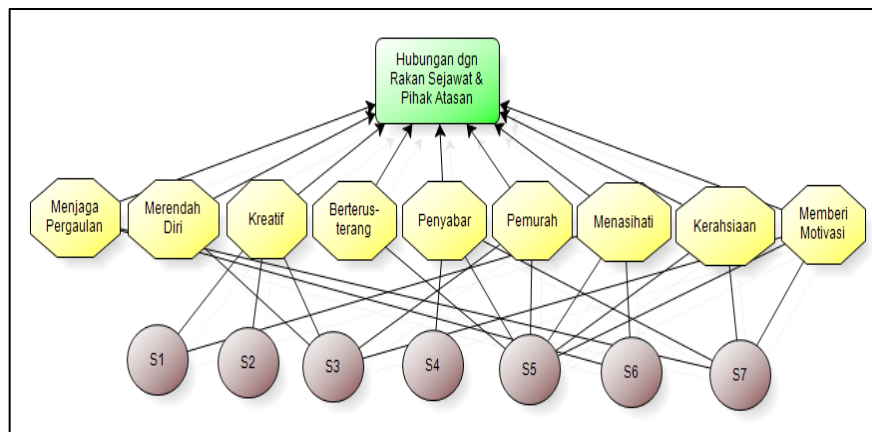 Hubungan dgn
Rakan Sejawat &
Pihak Atasan
Menjaga
Pergaulan
Merendah
Diri
Kreatif
Berterus-
terang
Penyabar
Pemurah
Menasihati
Kerahsiaan
Memberi
Motivasi
S1
S2
S3
S4
S5
S6
S7